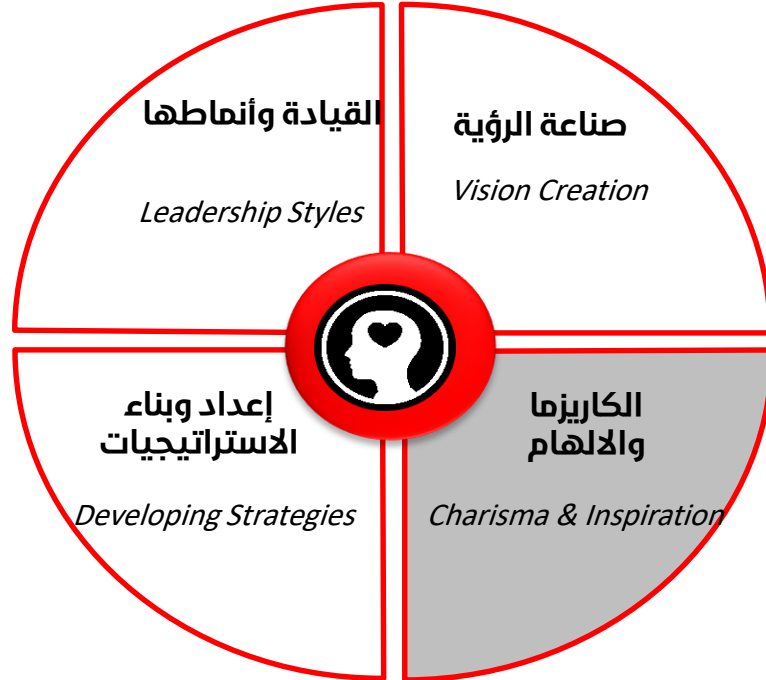 القيادة وأنماطها
Leadership Styles
صناعة الرؤية
Vision Creation
إعداد وبناء
الاستراتيجيات
Developing Strategies
الكاريزما
والالهام
Charisma & Inspiration